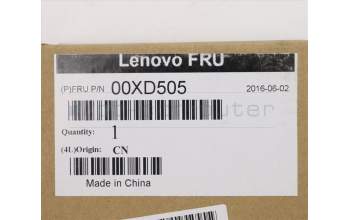 Lenovo FRU
(P)FRU P/N 00XD505 2016-06-02
Quantity: 1
(4L)Origin: CN
Made in China